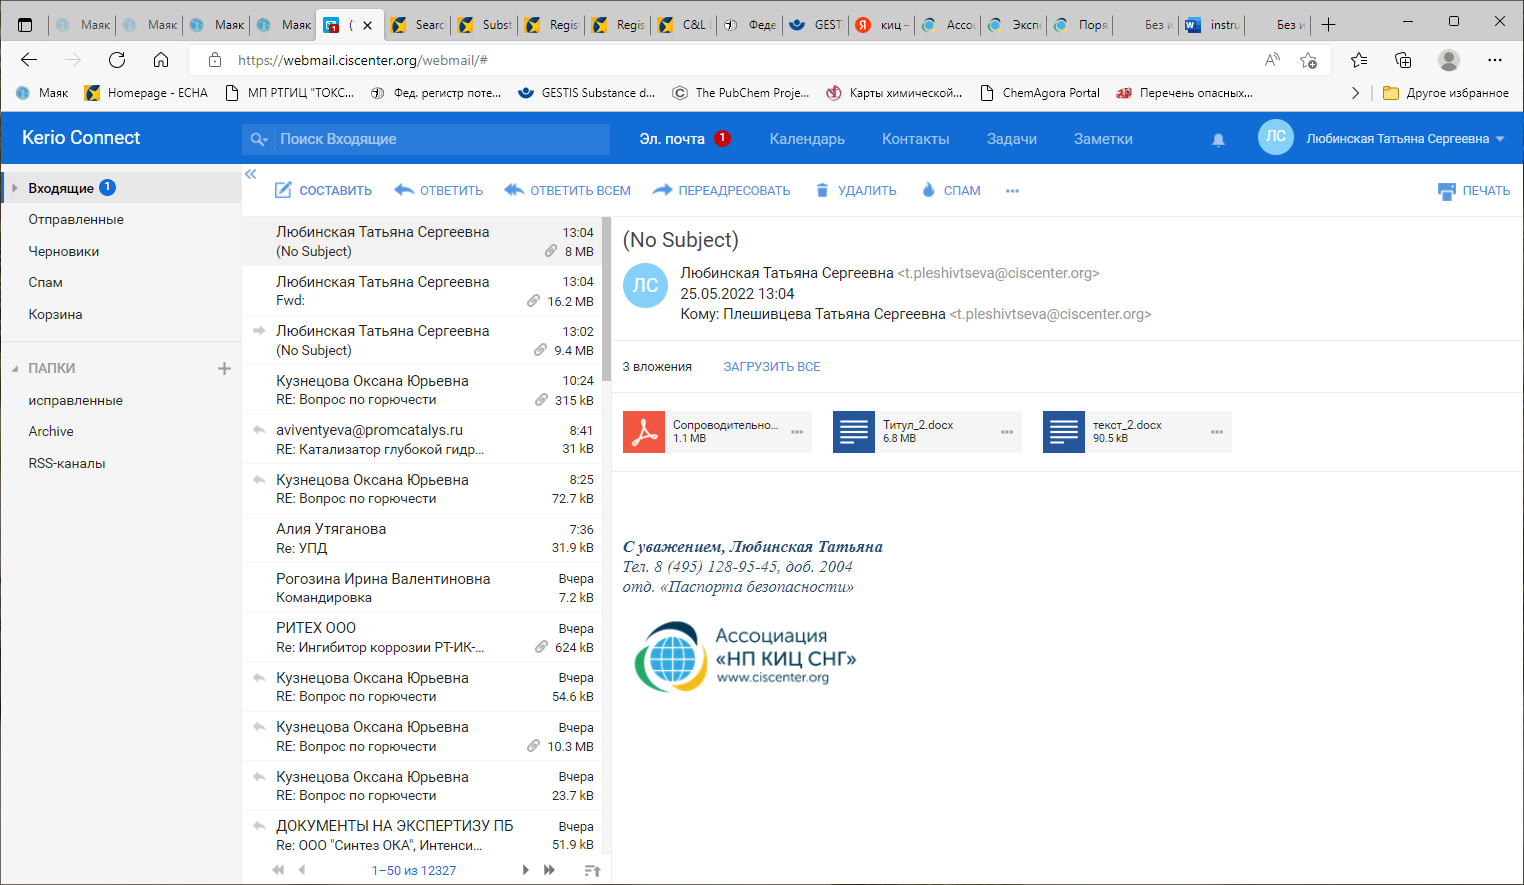 Маяк
Маяк
Маяк
Маяк
Sear
Subst
Regis
Regis
C&L I
Феде
GESTI
киц –
Ассо
Эксп
Поря
Без и
instru
Без и
https://webmail.ciscenter.org/webmail/#
Маяк
Homepage - ECHA
МП РТГИЦ "ТОКС...
Фед. регистр поте...
GESTIS Substance d...
The PubChem Proje...
Карты химической...
ChemAgora Portal
Перечень опасных...
Другое избранное
Kerio Connect
Поиск Входящие
Эл. почта 1
Календарь
Контакты
Задачи
Заметки
ЛС
Любинская Татьяна Сергеевна
Входящие 1
Отправленные
Черновики
Спам
Корзина
ПАПКИ
исправленные
Archive
RSS-каналы
СОСТАВИТЬ
ОТВЕТИТЬ
ОТВЕТИТЬ ВСЕМ
ПЕРЕАДРЕСОВАТЬ
УДАЛИТЬ
СПАМ
ПЕЧАТЬ
Любинская Татьяна Сергеевна 13:04
(No Subject) 8 MB
Любинская Татьяна Сергеевна 13:04
Fwd: 16.2 MB
Любинская Татьяна Сергеевна 13:02
(No Subject) 9.4 MB
Кузнецова Оксана Юрьевна 10:24
RE: Вопрос по горючести 315 kB
aviventyeva@promcatalys.ru 8:41
RE: Катализатор глубокой гидр... 31 kB
Кузнецова Оксана Юрьевна 8:25
RE: Вопрос по горючести 72.7 kB
Алия Утяганова 7:36
Re: УПД 31.9 kB
Рогозина Ирина Валентиновна Вчера
Командировка 7.2 kB
РИТЕХ ООО Вчера
Re: Ингибитор коррозии РТ-ИК-... 624 kB
Кузнецова Оксана Юрьевна Вчера
RE: Вопрос по горючести 54.6 kB
Кузнецова Оксана Юрьевна Вчера
RE: Вопрос по горючести 10.3 MB
Кузнецова Оксана Юрьевна Вчера
RE: Вопрос по горючести 23.7 kB
ДОКУМЕНТЫ НА ЭКСПЕРТИЗУ ПБ Вчера
Re: ООО "Синтез ОКА", Интенси... 51.9 kB
1–50 из 12327
(No Subject)
ЛС
Любинская Татьяна Сергеевна <t.pleshivtseva@ciscenter.org>
25.05.2022 13:04
Кому: Плешивцева Татьяна Сергеевна <t.pleshivtseva@ciscenter.org>
3 вложения
ЗАГРУЗИТЬ ВСЕ
Сопроводительно...
1.1 MB
Титул_2.docx
6.8 MB
текст_2.docx
90.5 kB
С уважением, Любинская Татьяна
Тел. 8 (495) 128-95-45, доб. 2004
отд. «Паспорта безопасности»
Ассоциация
«НП КИЦ СНГ»
www.ciscenter.org